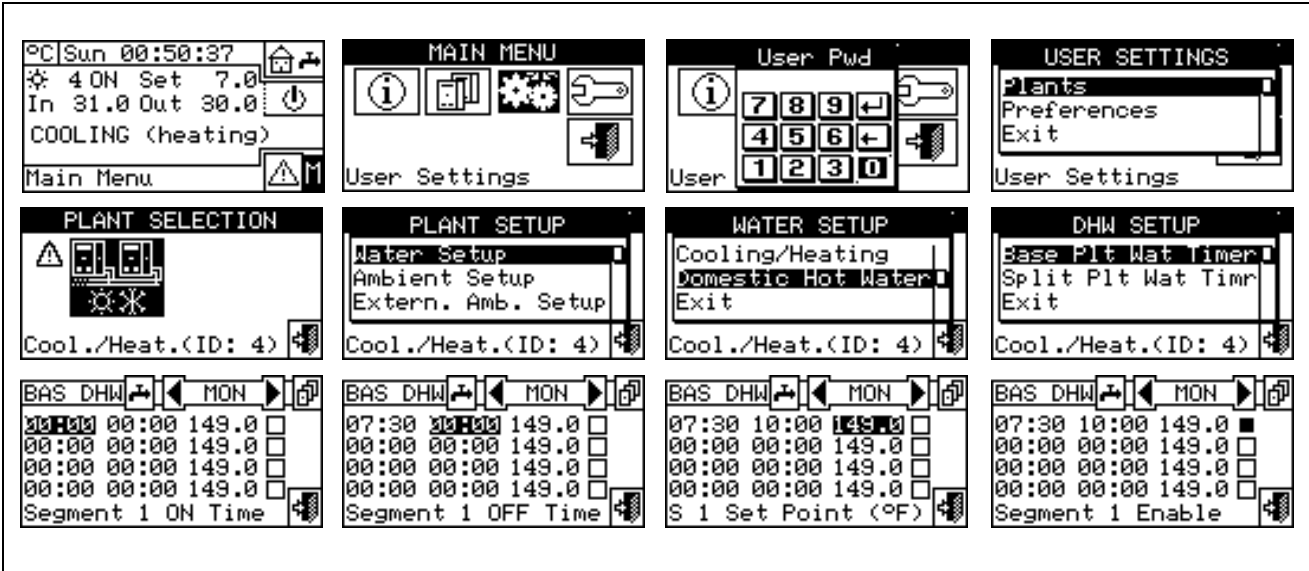 ºC Sun 00:50:37
4 ON Set 7.0
In 31.0 Out 30.0
COOLING (heating)
Main Menu M
MAIN MENU
User Settings
User Pwd
7 8 9
4 5 6
1 2 3 0
User
USER SETTINGS
Plants
Preferences
Exit
User Settings
PLANT SELECTION
Cool./Heat.(ID: 4)
PLANT SETUP
Water Setup
Ambient Setup
Extern. Amb. Setup
Cool./Heat.(ID: 4)
WATER SETUP
Cooling/Heating
Domestic Hot Water
Exit
Cool./Heat.(ID: 4)
DHW SETUP
Base Plt Wat Timer
Split Plt Wat Timr
Exit
Cool./Heat.(ID: 4)
BAS DHW MON
00:00 00:00 149.0
00:00 00:00 149.0
00:00 00:00 149.0
00:00 00:00 149.0
Segment 1 ON Time
BAS DHW MON
07:30 00:00 149.0
00:00 00:00 149.0
00:00 00:00 149.0
00:00 00:00 149.0
Segment 1 OFF Time
BAS DHW MON
07:30 10:00 149.0
00:00 00:00 149.0
00:00 00:00 149.0
00:00 00:00 149.0
S 1 Set Point (ºF)
BAS DHW MON
07:30 10:00 149.0
00:00 00:00 149.0
00:00 00:00 149.0
00:00 00:00 149.0
Segment 1 Enable